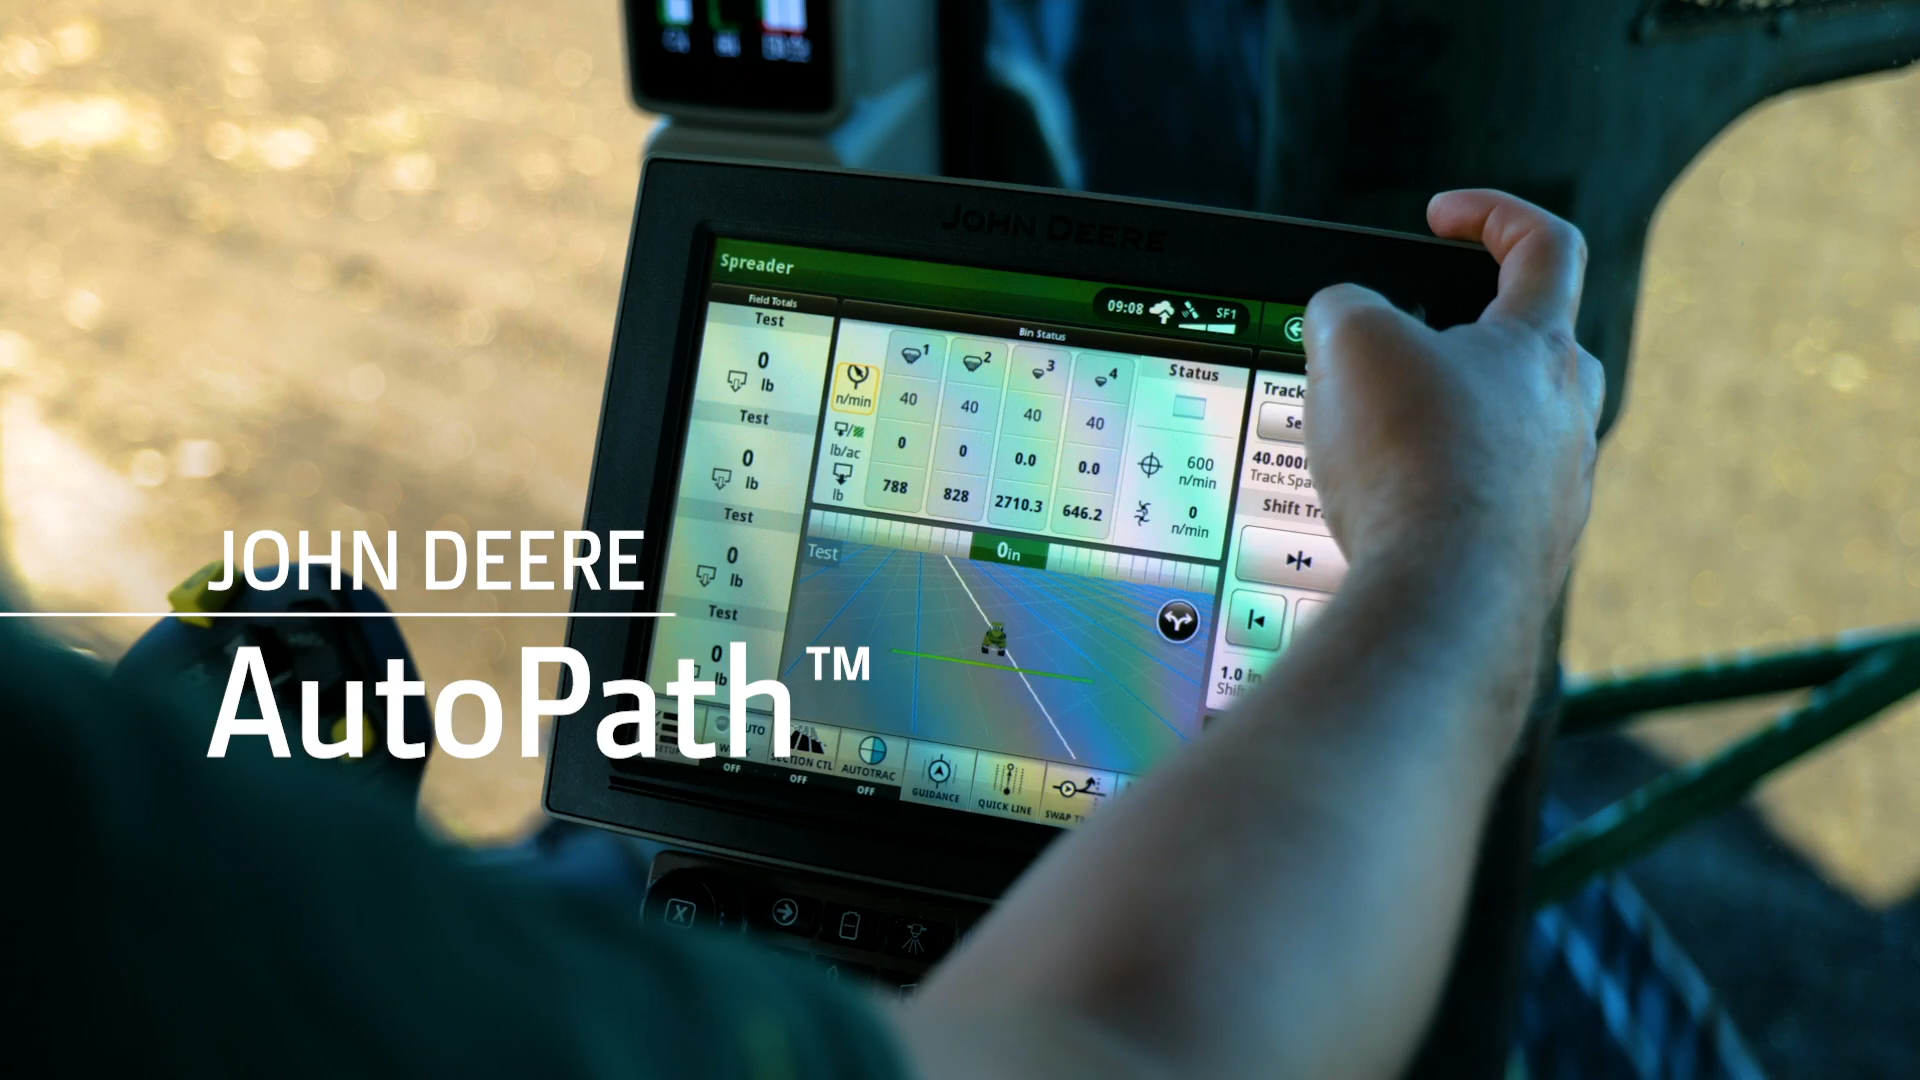 JOHN DEERE
AutoPath™
JOHN DEERE
Spreader
09:08 SF1
Field Totals
Test
0
lb
Test
0
lb
Test
0
lb
Test
0
lb
Bin Status
1 2 3 4
n/min 40 40 40 40
lb/ac 0 0 0.0 0.0
lb 788 828 2710.3 646.2
Status
600
n/min
0
n/min
Test
0in
Track
40.000
Shift
1.0 in
OFF
SECTION CTL
OFF
AUTOTRAC
OFF
GUIDANCE
QUICK LINE
SWAP
X